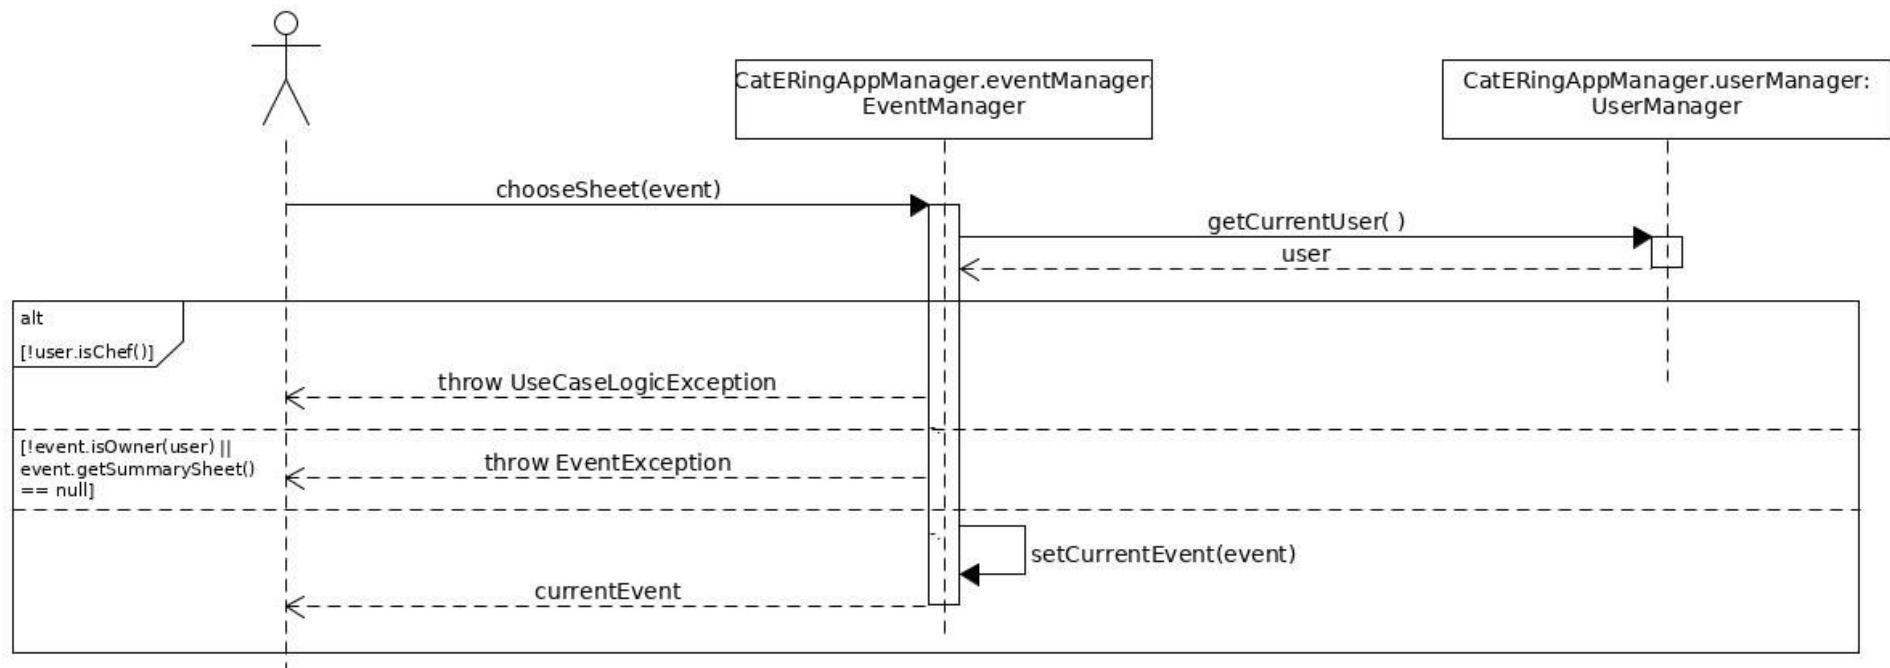 CatERingAppManager.eventManager:
EventManager
CatERingAppManager.userManager:
UserManager
chooseSheet(event)
getCurrentUser( )
user
alt
[!user.isChef()]
throw UseCaseLogicException
[!event.isOwner(user) ||
event.getSummarySheet()
== null]
throw EventException
setCurrentEvent(event)
currentEvent